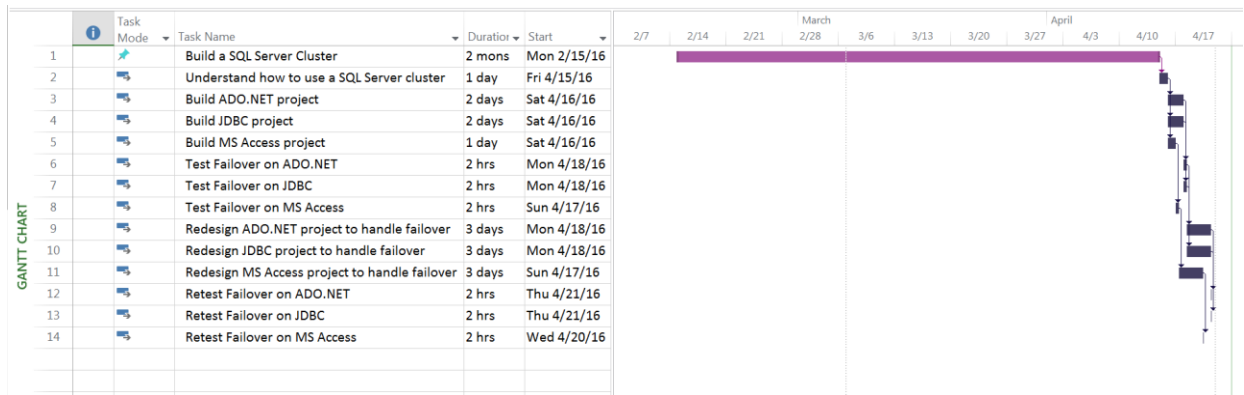 Task
Mode Task Name Duration Start
March April
2/7 2/14 2/21 2/28 3/6 3/13 3/20 3/27 4/3 4/10 4/17
1 Build a SQL Server Cluster 2 mons Mon 2/15/16
2 Understand how to use a SQL Server cluster 1 day Fri 4/15/16
3 Build ADO.NET project 2 days Sat 4/16/16
4 Build JDBC project 2 days Sat 4/16/16
5 Build MS Access project 1 day Sat 4/16/16
6 Test Failover on ADO.NET 2 hrs Mon 4/18/16
7 Test Failover on JDBC 2 hrs Mon 4/18/16
8 Test Failover on MS Access 2 hrs Sun 4/17/16
9 Redesign ADO.NET project to handle failover 3 days Mon 4/18/16
10 Redesign JDBC project to handle failover 3 days Mon 4/18/16
11 Redesign MS Access project to handle failover 3 days Sun 4/17/16
12 Retest Failover on ADO.NET 2 hrs Thu 4/21/16
13 Retest Failover on JDBC 2 hrs Thu 4/21/16
14 Retest Failover on MS Access 2 hrs Wed 4/20/16
GANTT CHART